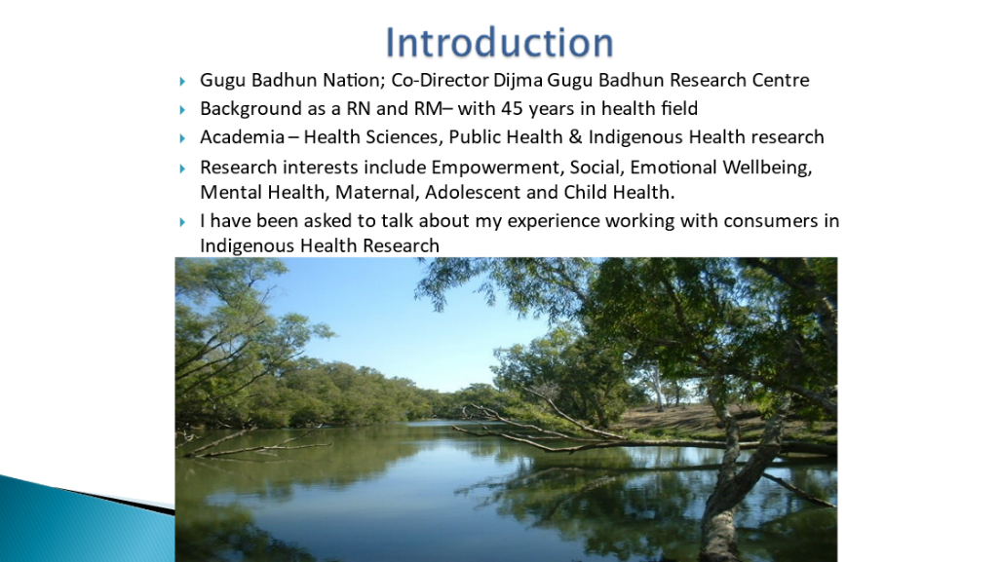 Introduction
Gugu Badhun Nation; Co-Director Dijma Gugu Badhun Research Centre
Background as a RN and RM– with 45 years in health field
Academia – Health Sciences, Public Health & Indigenous Health research
Research interests include Empowerment, Social, Emotional Wellbeing,
Mental Health, Maternal, Adolescent and Child Health.
I have been asked to talk about my experience working with consumers in
Indigenous Health Research